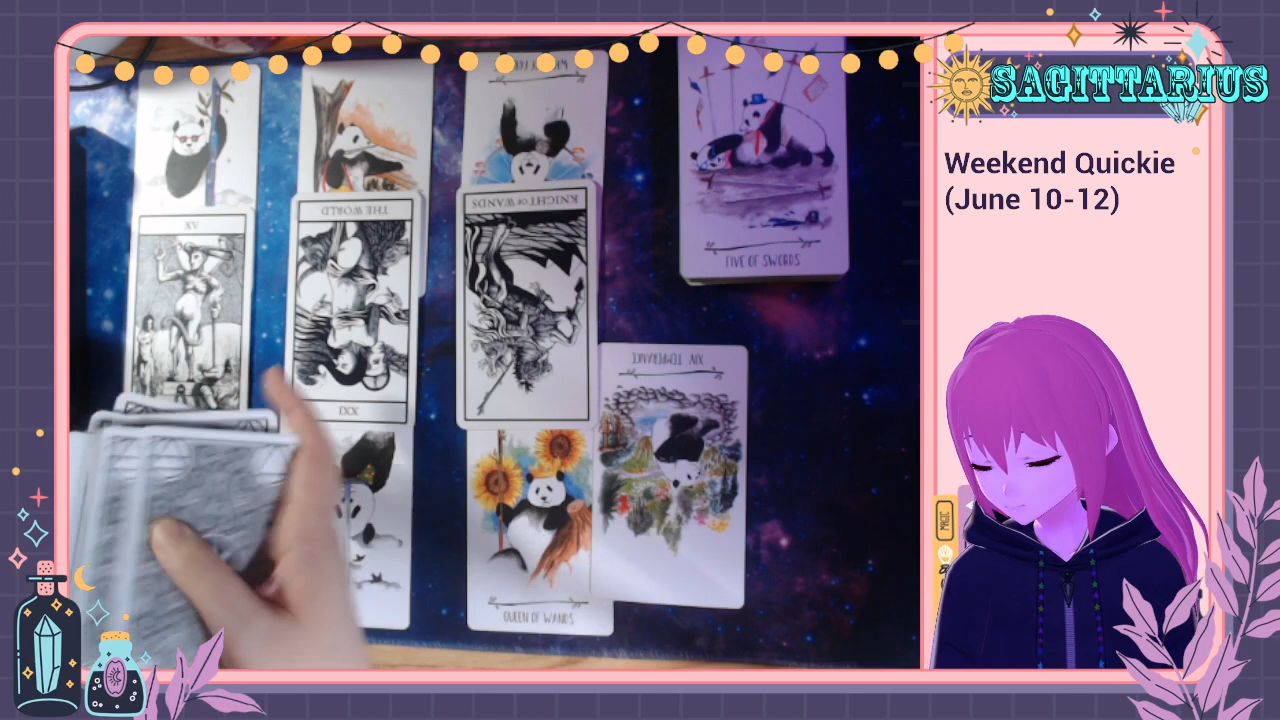 SAGITTARIUS
Weekend Quickie
(June 10-12)
XV
THE WORLD
XXI
KNIGHT OF WANDS
FIVE OF SWORDS
XIV TEMPERANCE
QUEEN OF WANDS
MAGIC